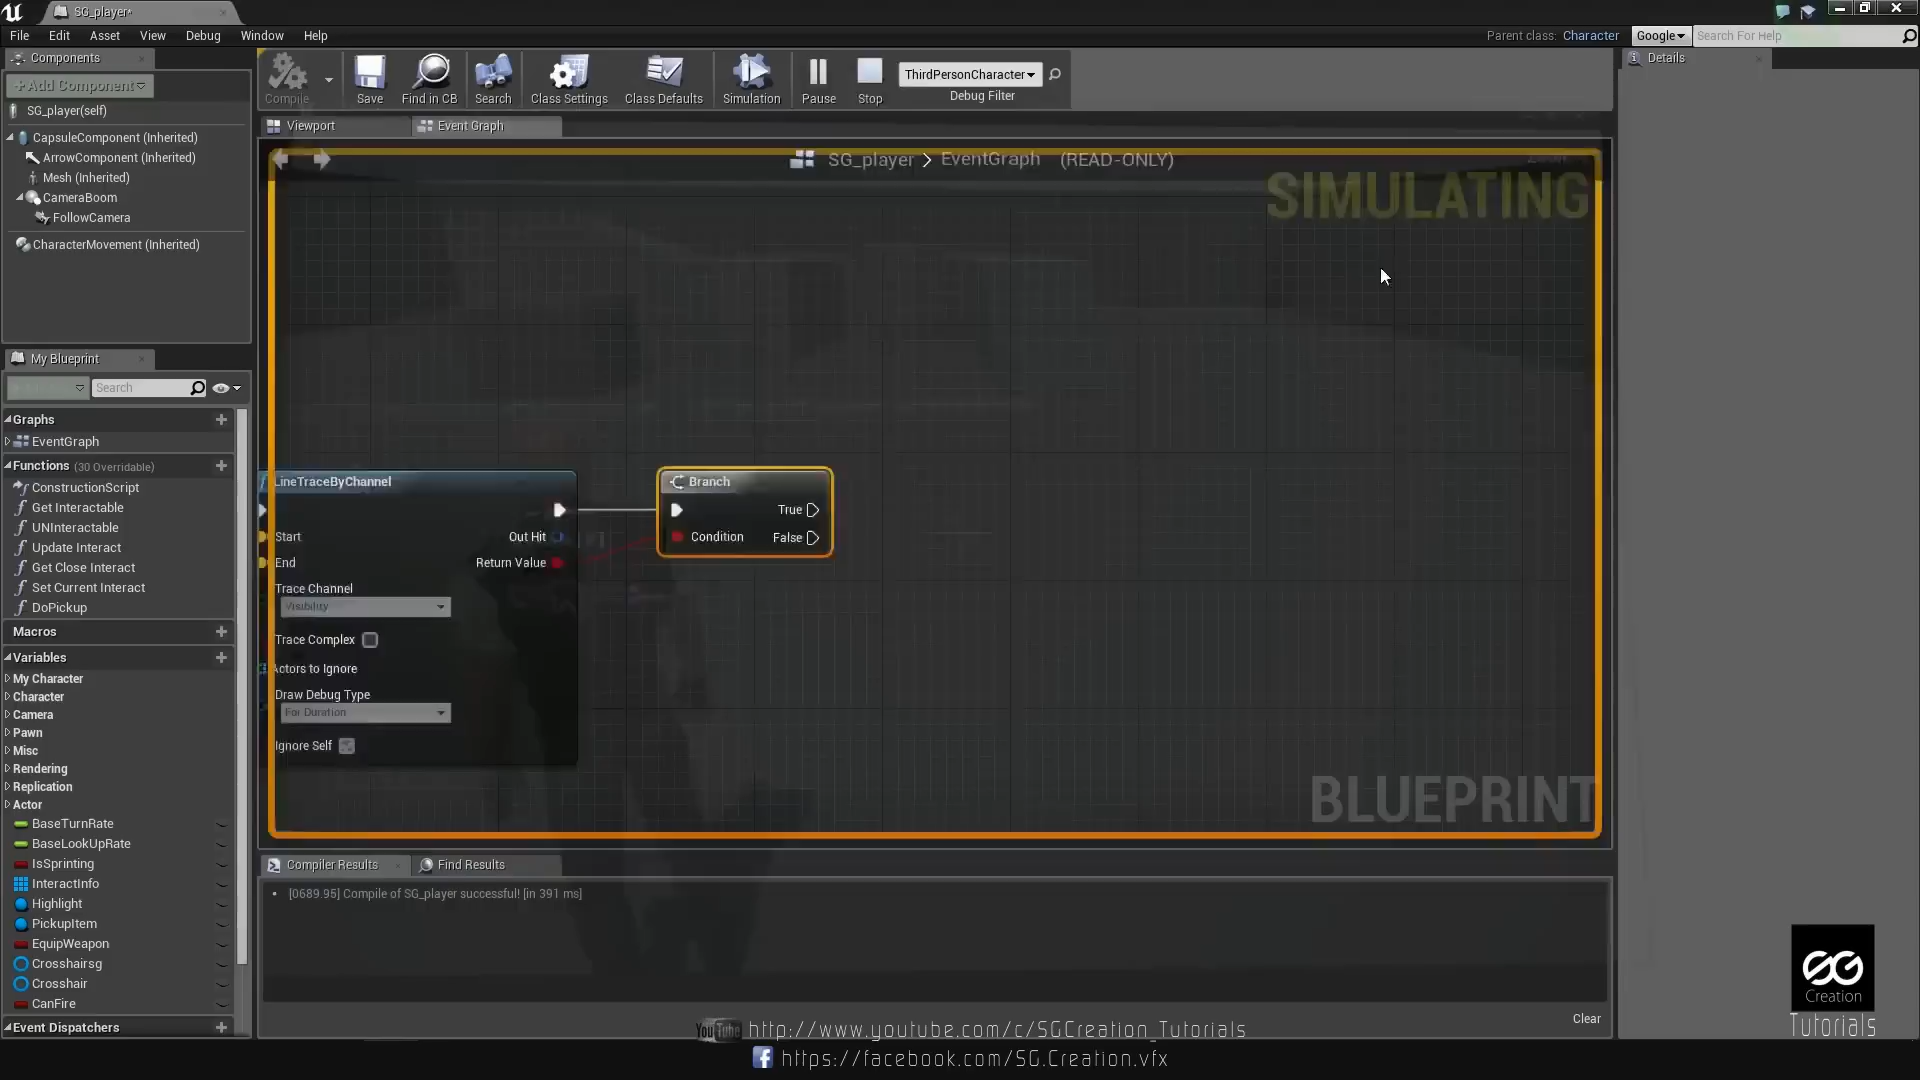 SG_player*
File Edit Asset View Debug Window Help
Parent class: Character Google Search For Help
Components
Details
+Add Component
Compile Save Find in CB Search Class Settings Class Defaults Simulation Pause Stop
ThirdPersonCharacter
Debug Filter
SG_player(self)
Viewport Event Graph
CapsuleComponent (Inherited)
ArrowComponent (Inherited)
Mesh (Inherited)
CameraBoom
FollowCamera
CharacterMovement (Inherited)
SG_player > EventGraph (READ-ONLY)
SIMULATING
My Blueprint
Search
Graphs
EventGraph
Functions (30 Overridable)
ConstructionScript
Get Interactable
UNInteractable
Update Interact
Get Close Interact
Set Current Interact
DoPickup
Macros
Variables
My Character
Character
Camera
Pawn
Misc
Rendering
Replication
Actor
BaseTurnRate
BaseLookUpRate
IsSprinting
InteractInfo
Highlight
PickupItem
EquipWeapon
Crosshairsg
Crosshair
CanFire
Event Dispatchers
LineTraceByChannel
Start
Out Hit
End
Return Value
Trace Channel
Visibility
Trace Complex
Actors to Ignore
Draw Debug Type
For Duration
Ignore Self
Branch
True
Condition
False
BLUEPRINT
Compiler Results Find Results
[0689.95] Compile of SG_player successful! [in 391 ms]
Clear
SG
Creation
Tutorials
YouTube http://www.youtube.com/c/SGCreation_Tutorials
f https://facebook.com/SG.Creation.vfx